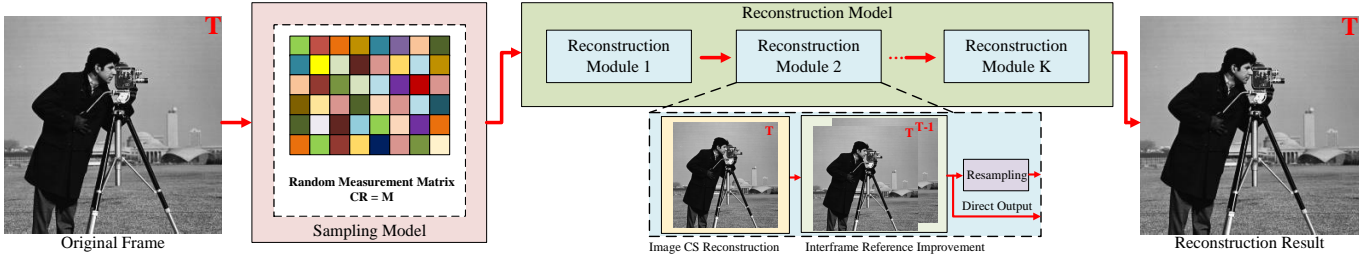 T
Original Frame
Random Measurement Matrix
CR = M
Sampling Model
Reconstruction Model
Reconstruction
Module 1
Reconstruction
Module 2
...
Reconstruction
Module K
T
Image CS Reconstruction
T T-1
Interframe Reference Improvement
Resampling
Direct Output
T
Reconstruction Result